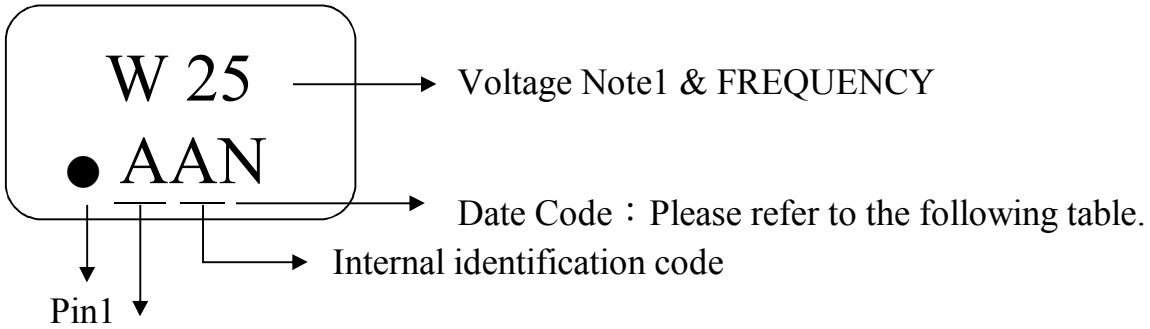 W 25
Voltage Note1 & FREQUENCY
AAN
Date Code：Please refer to the following table.
Internal identification code
Pin1